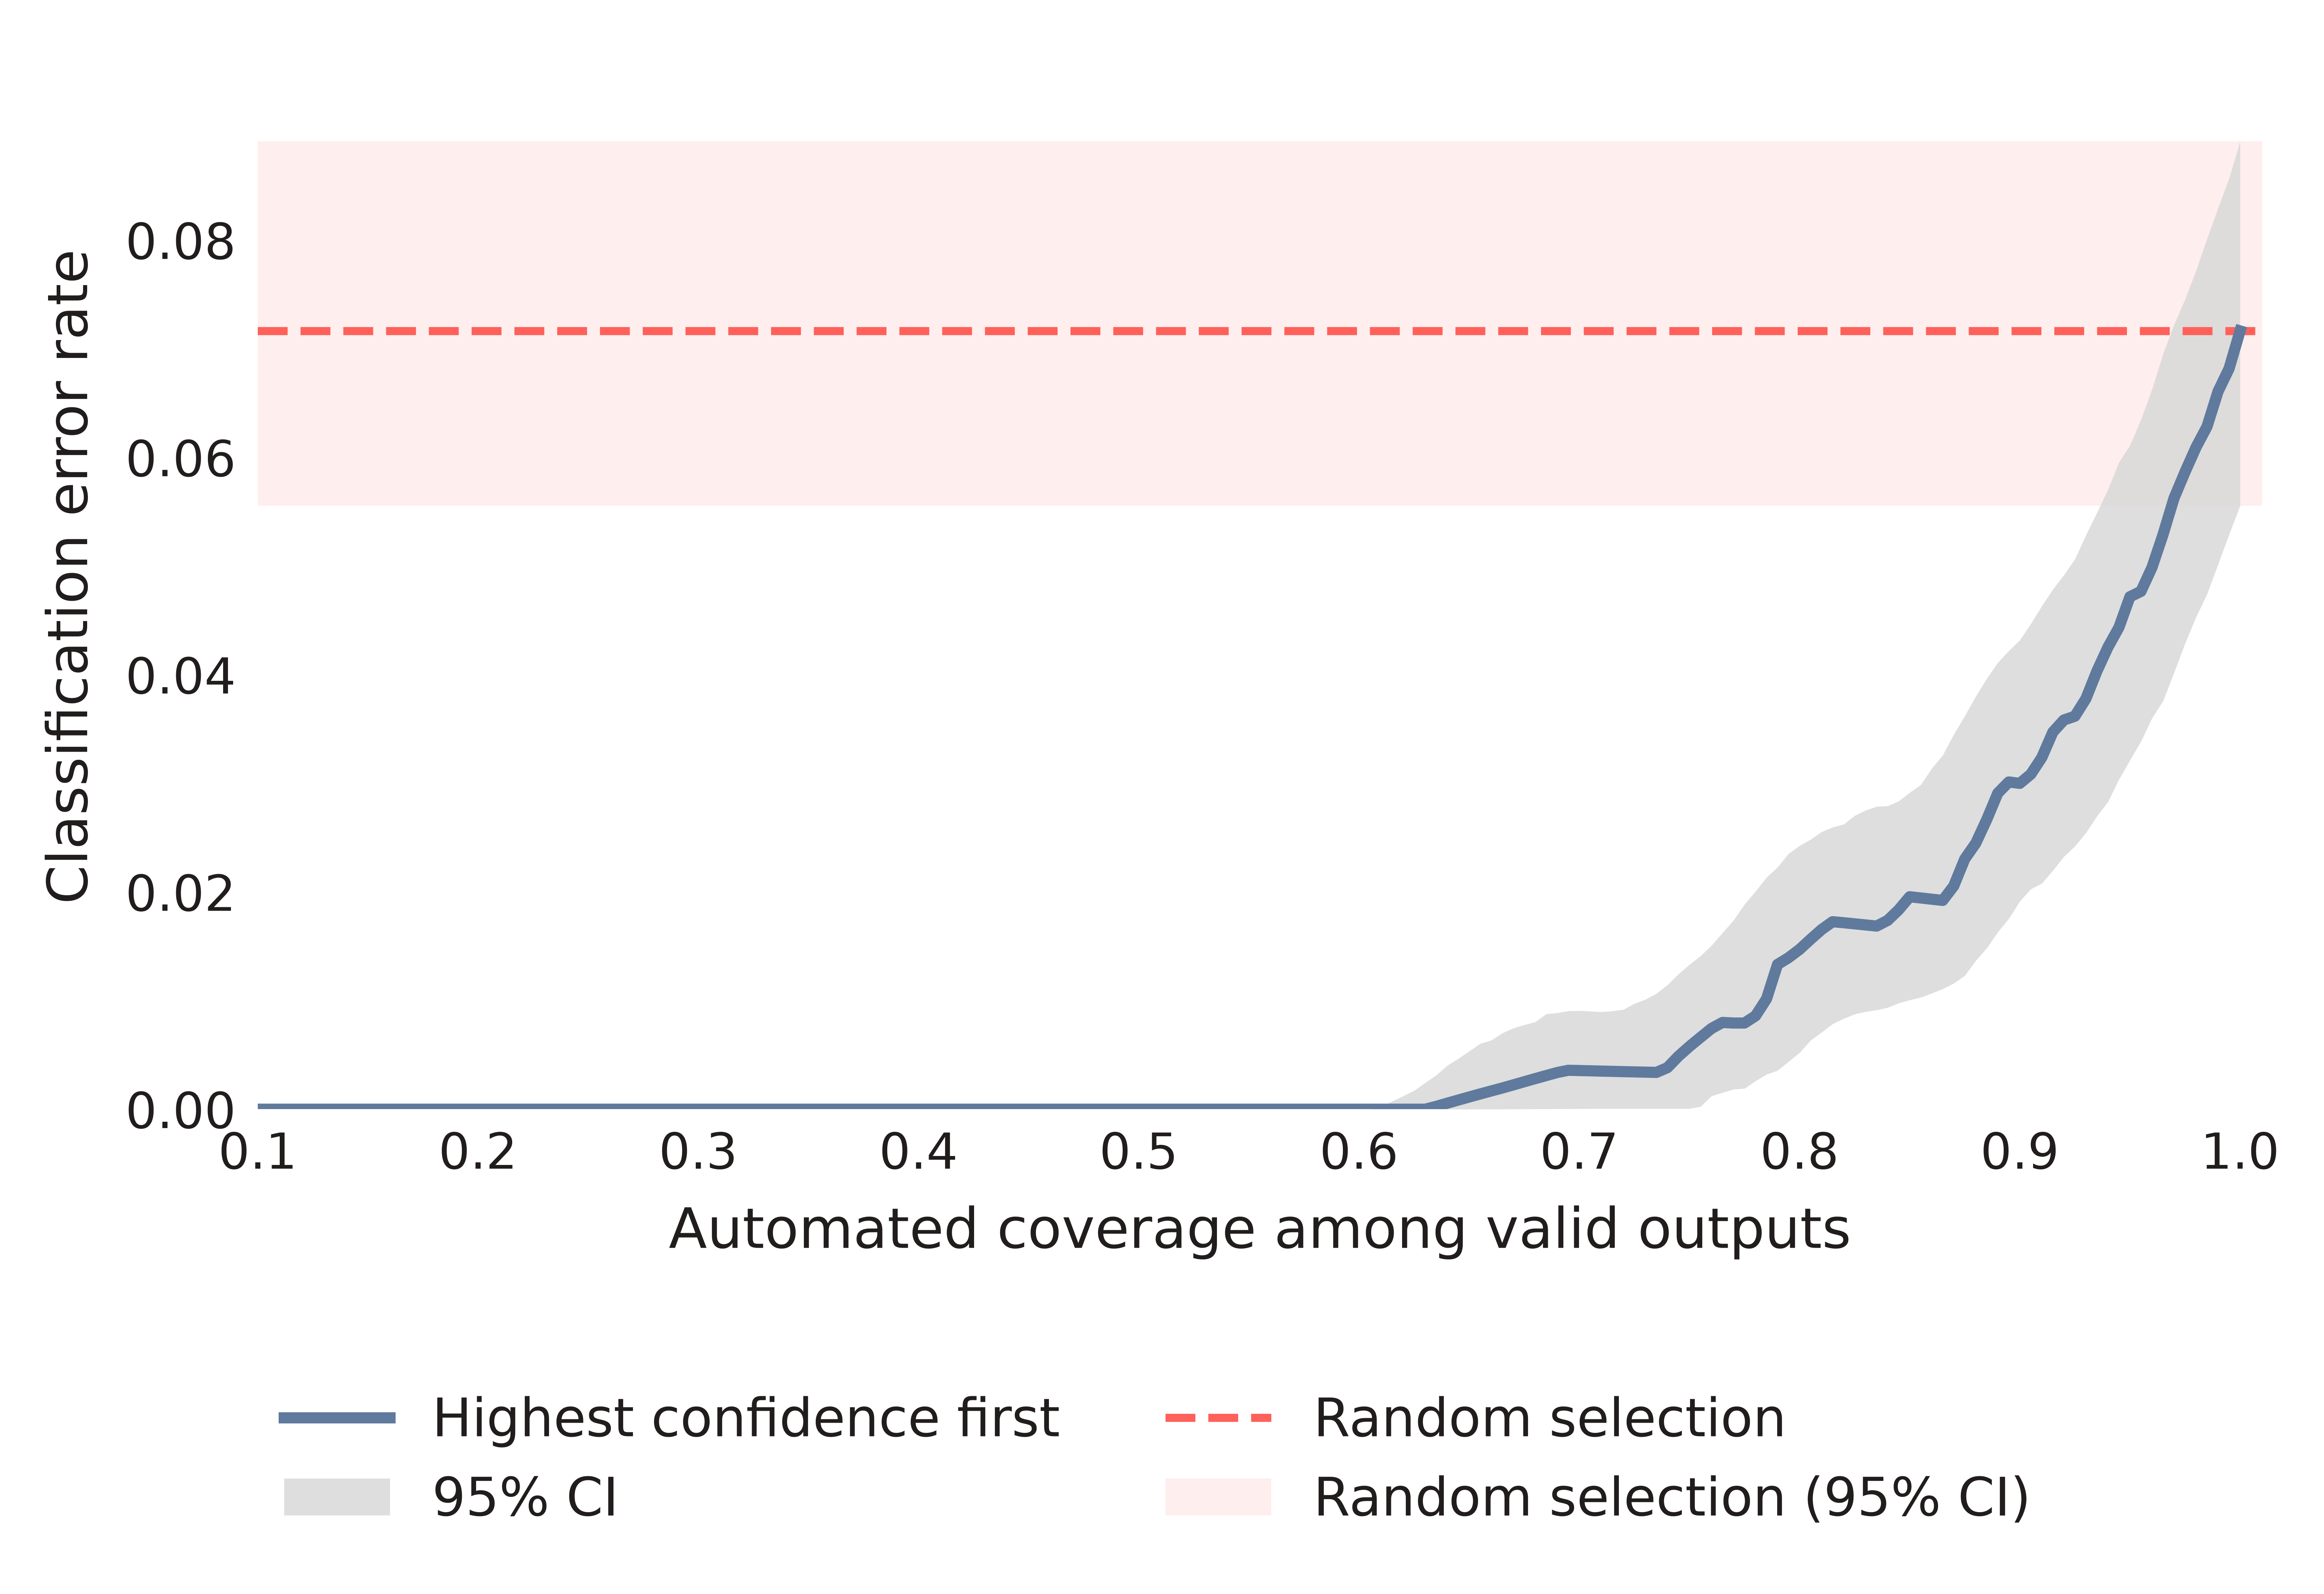 Classification error rate
0.08
0.06
0.04
0.02
0.00
0.1 0.2 0.3 0.4 0.5 0.6 0.7 0.8 0.9 1.0
Automated coverage among valid outputs
Highest confidence first
95% CI
Random selection
Random selection (95% CI)